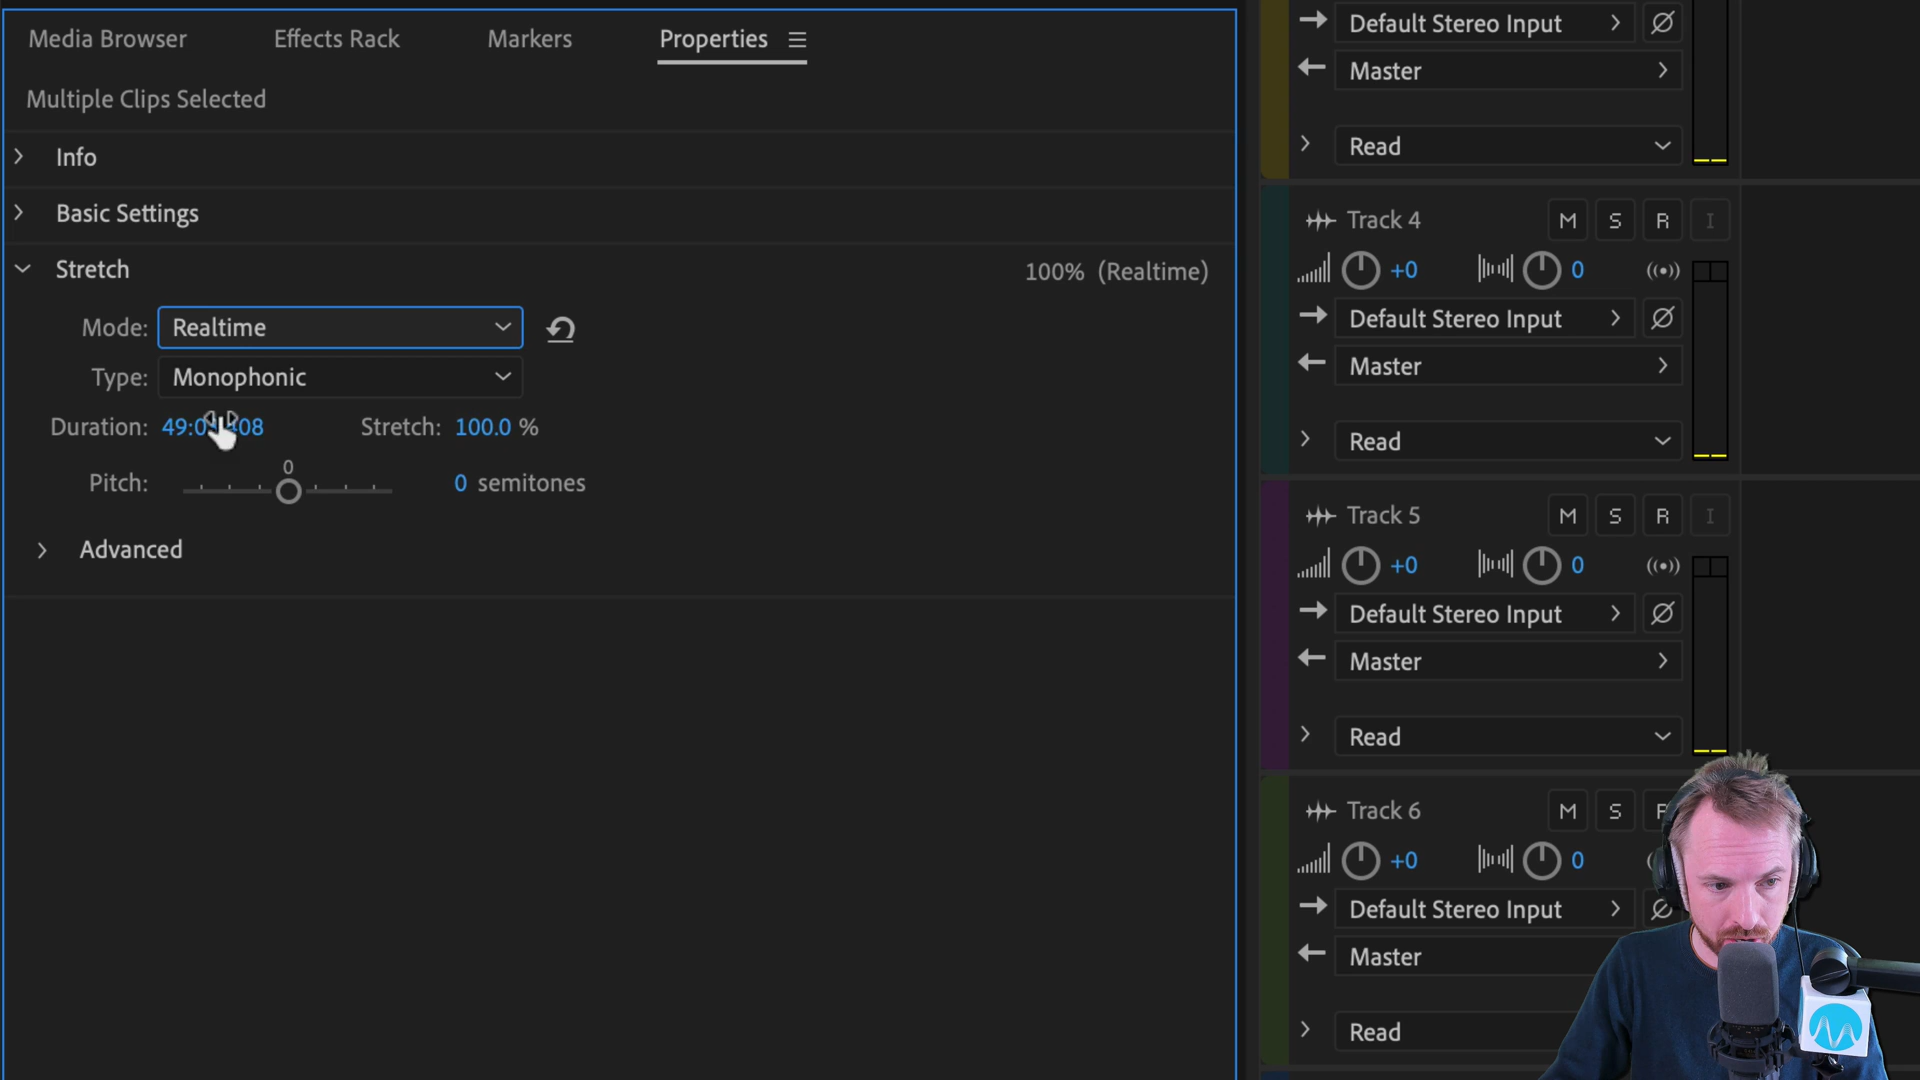 Media Browser
Effects Rack
Markers
Properties
Multiple Clips Selected
Info
Basic Settings
Stretch
100% (Realtime)
Mode: Realtime
Type: Monophonic
Duration:
Stretch: 100.0 %
0
Pitch:
0 semitones
Advanced
Default Stereo Input
Master
Read
Track 4
M S R I
+0
0
Default Stereo Input
Master
Read
Track 5
M S R I
+0
0
Default Stereo Input
Master
Read
Track 6
M S R
+0
0
Default Stereo Input
Master
Read